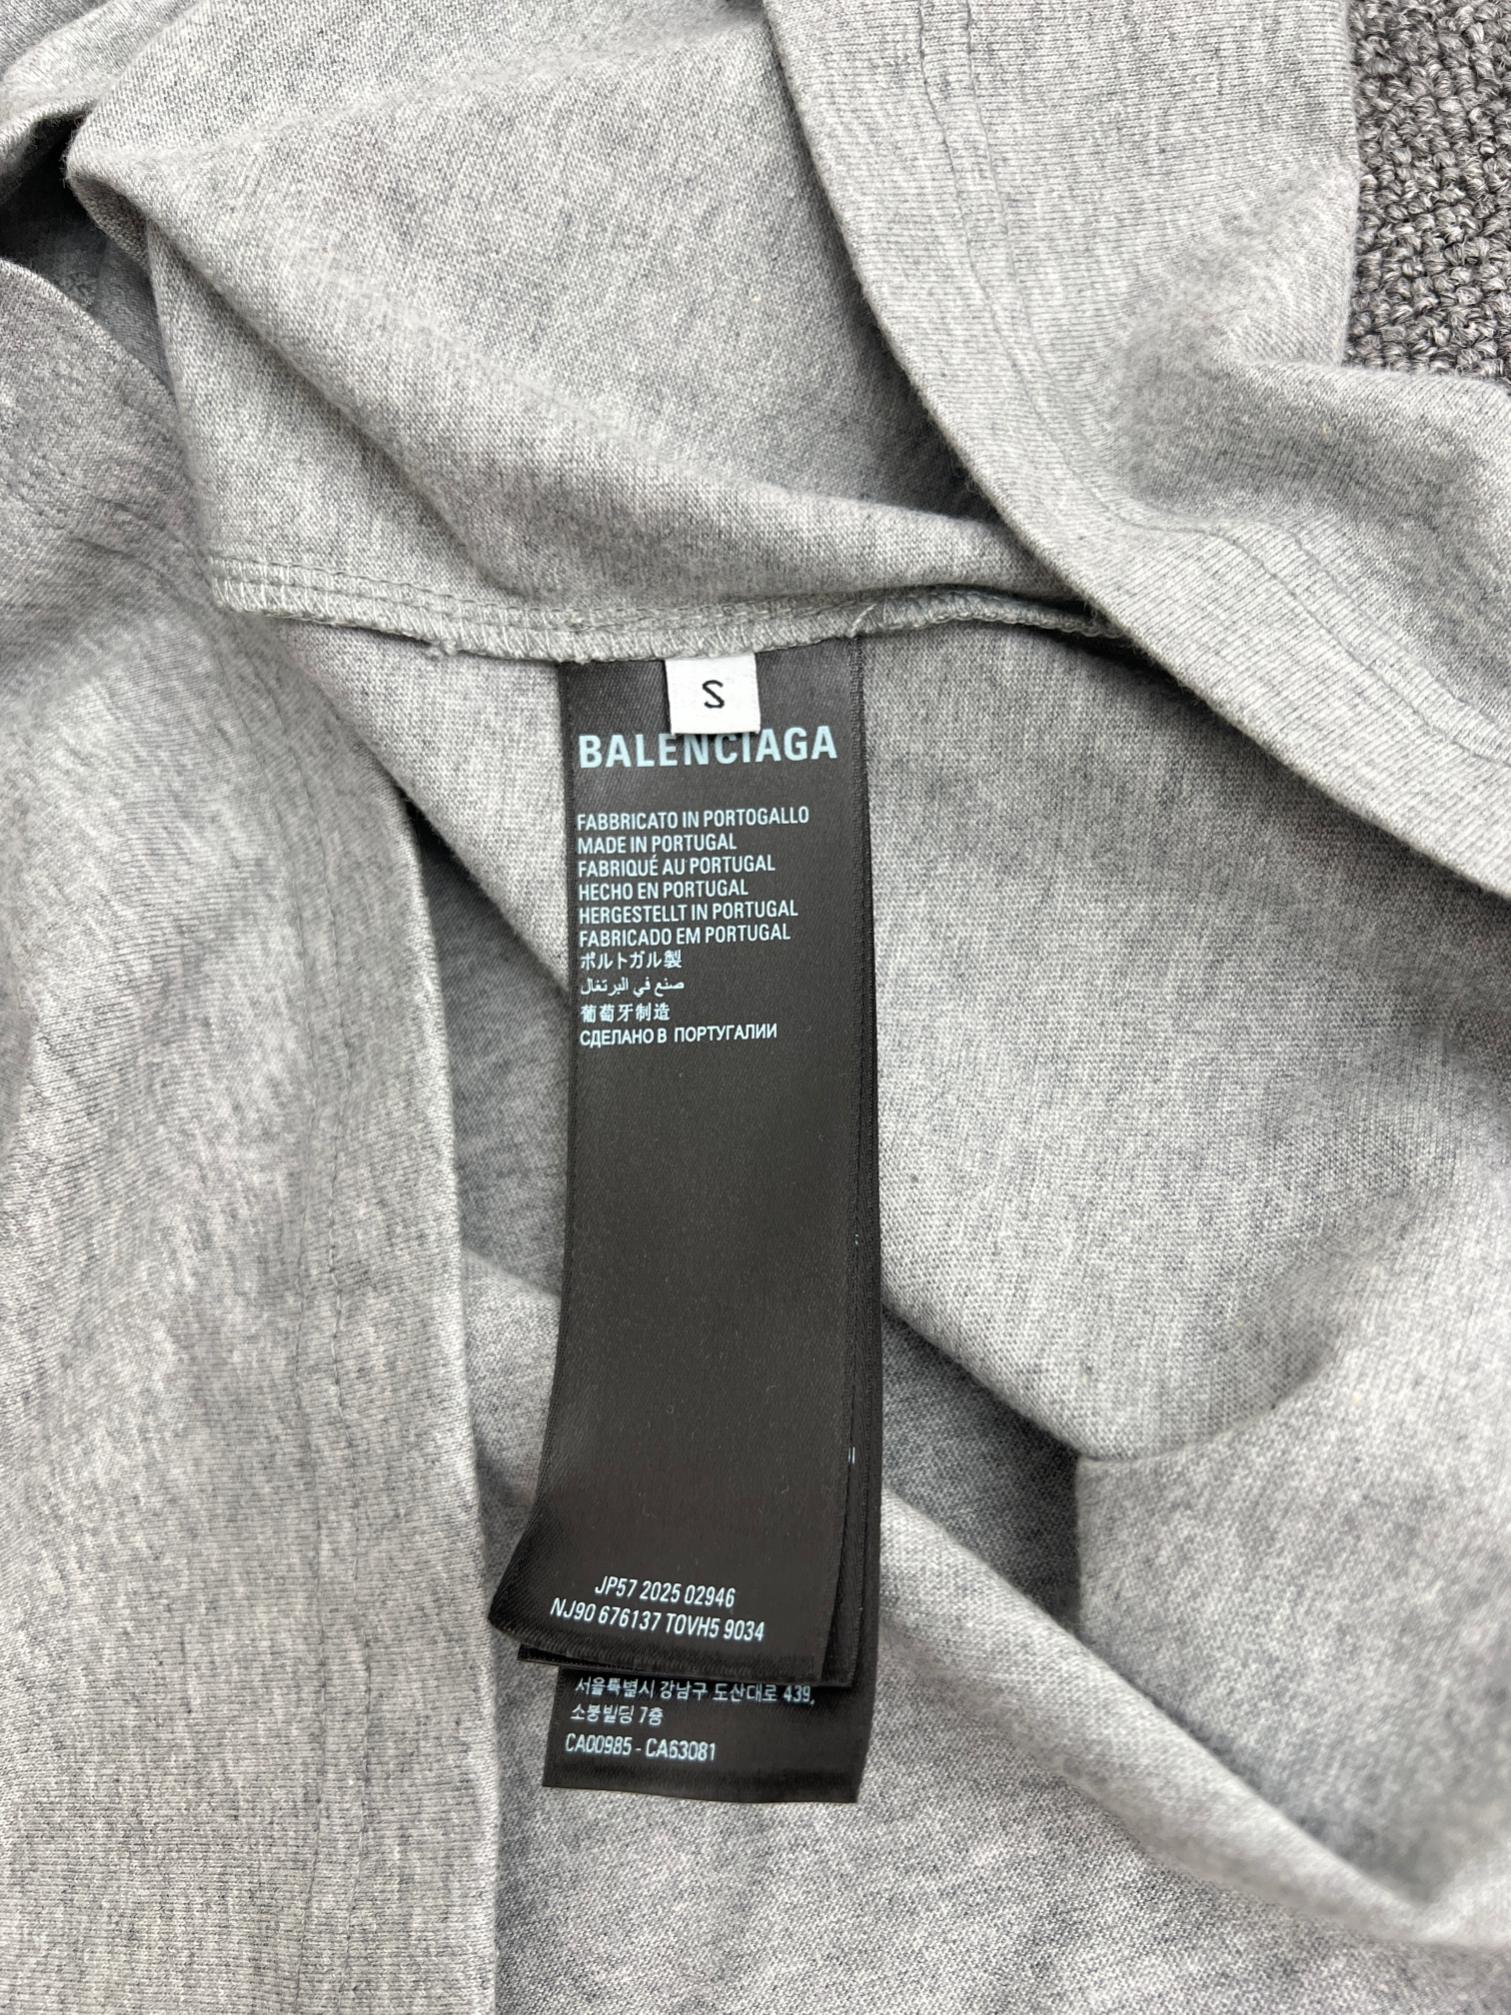 S
BALENCIAGA
FABBRICATO IN PORTOGALLO
MADE IN PORTUGAL
FABRIQUÉ AU PORTUGAL
HECHO EN PORTUGAL
HERGESTELLT IN PORTUGAL
FABRICADO EM PORTUGAL
ポルトガル製
صنع في البرتغال
葡萄牙制造
СДЕЛАНО В ПОРТУГАЛИИ
JP57 2025 02946
NJ90 676137 TOVH5 9034
서울특별시 강남구 도산대로 439,
소봉빌딩 7층
CA00985 - CA63081